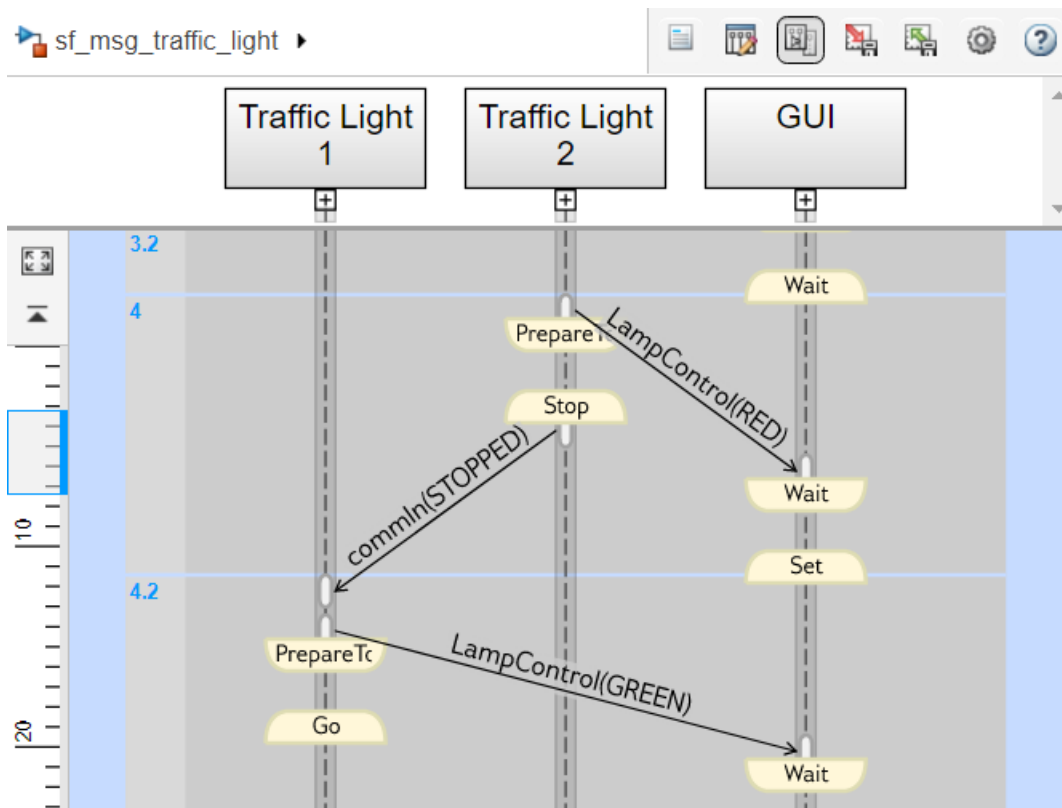 sf_msg_traffic_light
?
Traffic Light
1
Traffic Light
2
GUI
3.2
Wait
4
PrepareTo
LampControl(RED)
Stop
commIn(STOPPED)
Wait
10
Set
4.2
PrepareTo
LampControl(GREEN)
Go
20
Wait